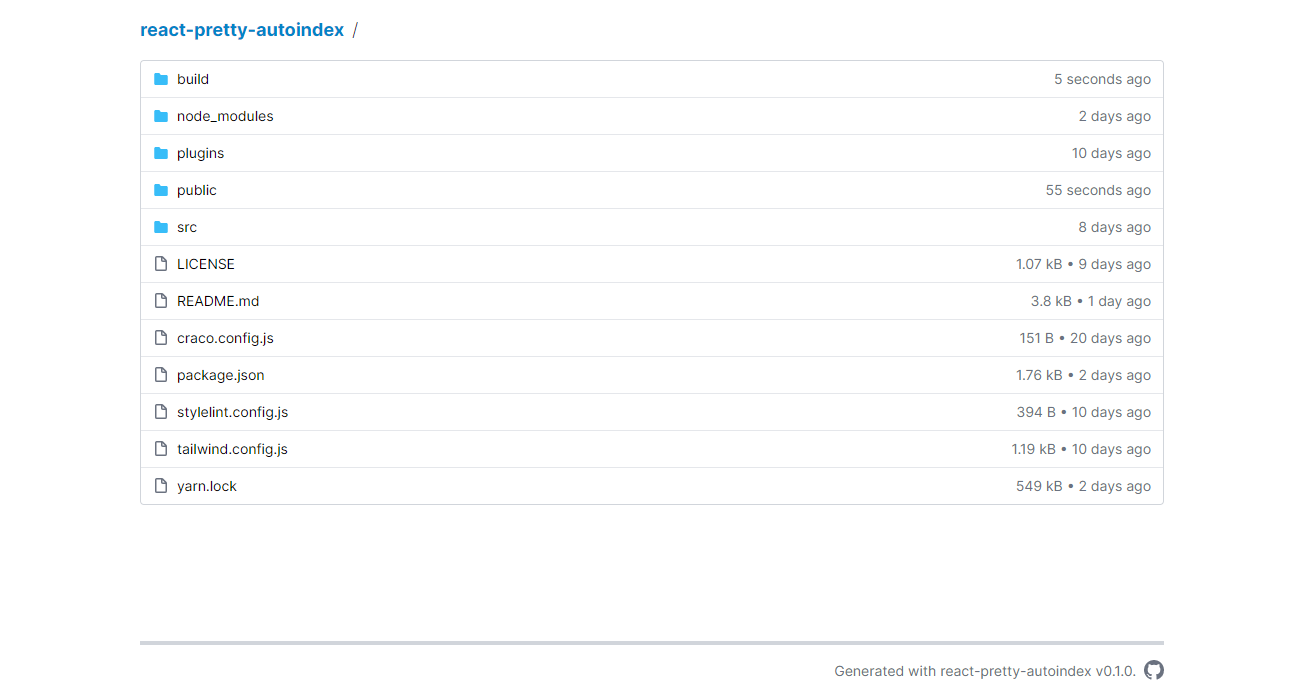 react-pretty-autoindex /
build 5 seconds ago
node_modules 2 days ago
plugins 10 days ago
public 55 seconds ago
src 8 days ago
LICENSE 1.07 kB • 9 days ago
README.md 3.8 kB • 1 day ago
craco.config.js 151 B • 20 days ago
package.json 1.76 kB • 2 days ago
stylelint.config.js 394 B • 10 days ago
tailwind.config.js 1.19 kB • 10 days ago
yarn.lock 549 kB • 2 days ago
Generated with react-pretty-autoindex v0.1.0.